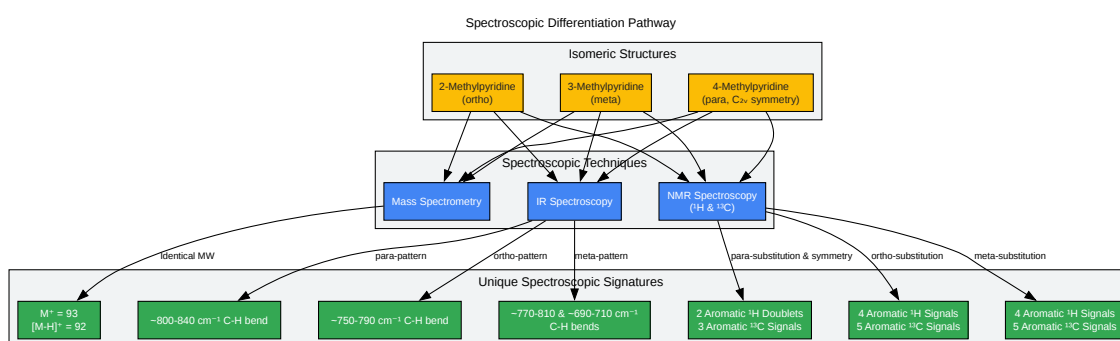 Spectroscopic Differentiation Pathway
Isomeric Structures
2-Methylpyridine
(ortho)
3-Methylpyridine
(meta)
4-Methylpyridine
(para, C₂ᵥ symmetry)
Spectroscopic Techniques
Mass Spectrometry
IR Spectroscopy
NMR Spectroscopy
(¹H & ¹³C)
Identical MW
para-pattern
ortho-pattern
meta-pattern
para-substitution & symmetry
ortho-substitution
meta-substitution
Unique Spectroscopic Signatures
M⁺ = 93
[M-H]⁺ = 92
~800-840 cm⁻¹ C-H bend
~750-790 cm⁻¹ C-H bend
~770-810 & ~690-710 cm⁻¹
C-H bends
2 Aromatic ¹H Doublets
3 Aromatic ¹³C Signals
4 Aromatic ¹H Signals
5 Aromatic ¹³C Signals
4 Aromatic ¹H Signals
5 Aromatic ¹³C Signals